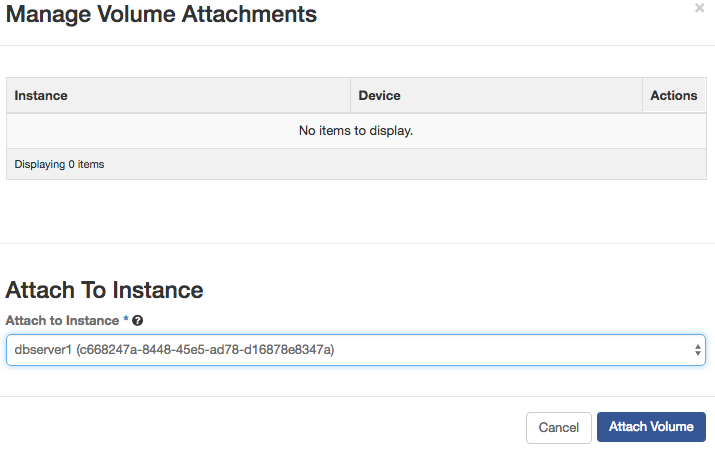 Manage Volume Attachments
×
Instance Device Actions
No items to display.
Displaying 0 items
Attach To Instance
Attach to Instance * ?
dbserver1 (c668247a-8448-45e5-ad78-d16878e8347a)
Cancel Attach Volume